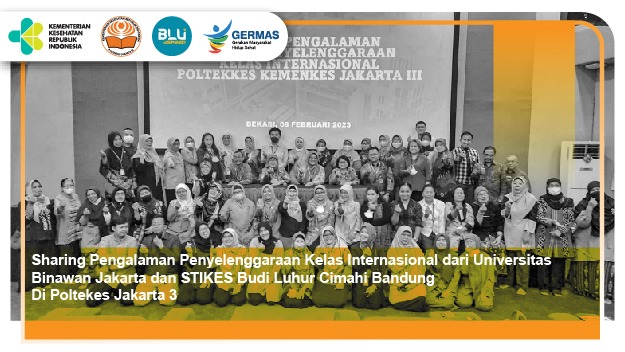 KEMENTERIAN
KESEHATAN
REPUBLIK
INDONESIA
BLU
GERMAS
Gerakan Masyarakat
Hidup Sehat
PENGALAMAN
PENYELENGGARAAN
KELAS INTERNASIONAL
POLTEKKES KEMENKES JAKARTA III
BEKASI, 08 FEBRUARI 2023
Sharing Pengalaman Penyelenggaraan Kelas Internasional dari Universitas
Binawan Jakarta dan STIKES Budi Luhur Cimahi Bandung
Di Poltekes Jakarta 3